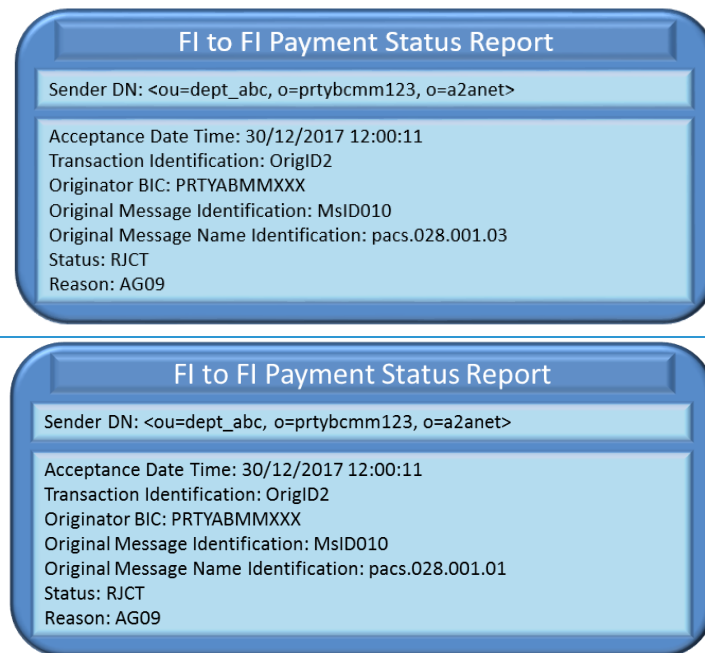 FI to FI Payment Status Report
Sender DN: <ou=dept_abc, o=prtybcmm123, o=a2anet>
Acceptance Date Time: 30/12/2017 12:00:11
Transaction Identification: OrigID2
Originator BIC: PRTYABMMXXX
Original Message Identification: MsID010
Original Message Name Identification: pacs.028.001.03
Status: RJCT
Reason: AG09
FI to FI Payment Status Report
Sender DN: <ou=dept_abc, o=prtybcmm123, o=a2anet>
Acceptance Date Time: 30/12/2017 12:00:11
Transaction Identification: OrigID2
Originator BIC: PRTYABMMXXX
Original Message Identification: MsID010
Original Message Name Identification: pacs.028.001.01
Status: RJCT
Reason: AG09